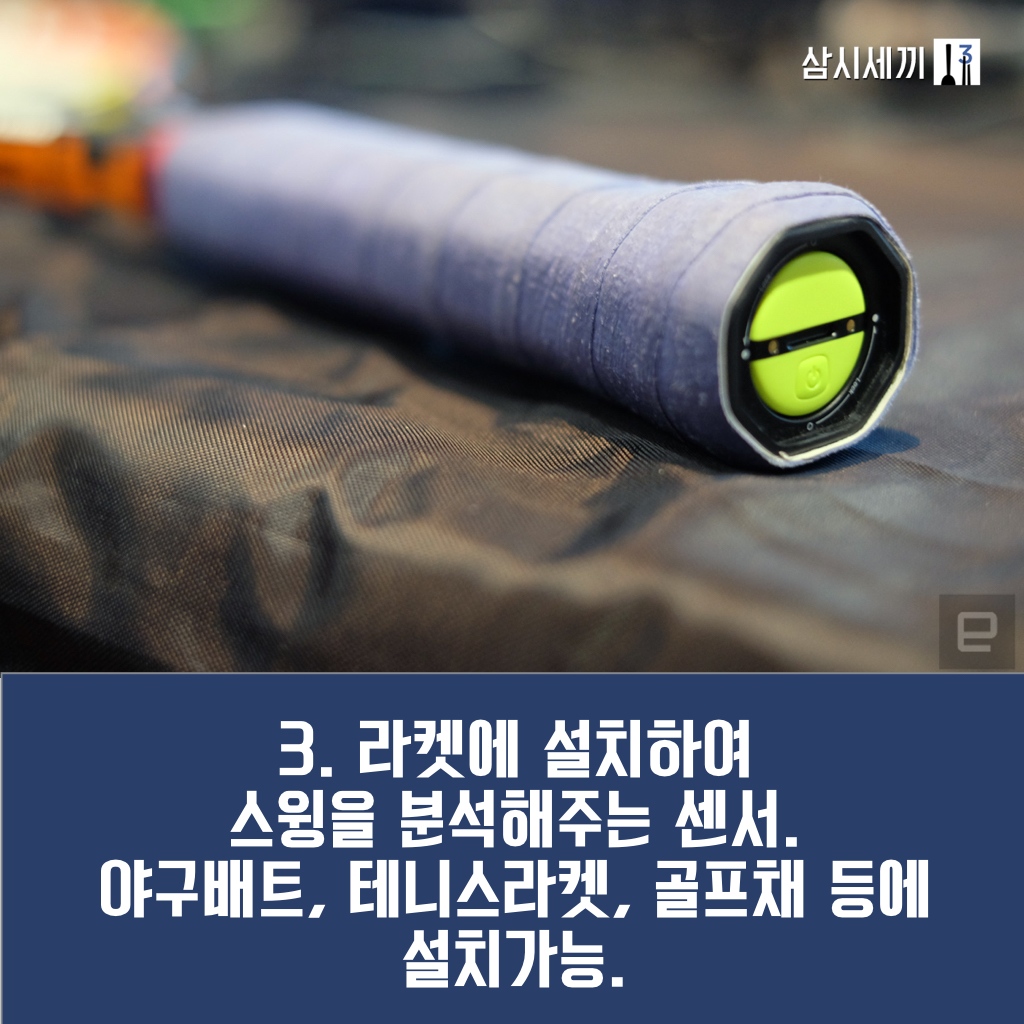 삼시세끼 3
3. 라켓에 설치하여
스윙을 분석해주는 센서.
야구배트, 테니스라켓, 골프채 등에
설치가능.
e